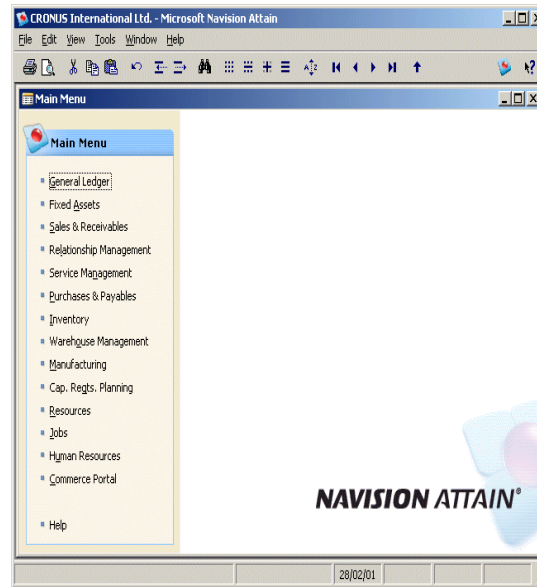 CRONUS International Ltd. - Microsoft Navision Attain
File Edit View Tools Window Help
Main Menu
Main Menu
General Ledger
Fixed Assets
Sales & Receivables
Relationship Management
Service Management
Purchases & Payables
Inventory
Warehouse Management
Manufacturing
Cap. Reqts. Planning
Resources
Jobs
Human Resources
Commerce Portal
Help
NAVISION ATTAIN®
28/02/01